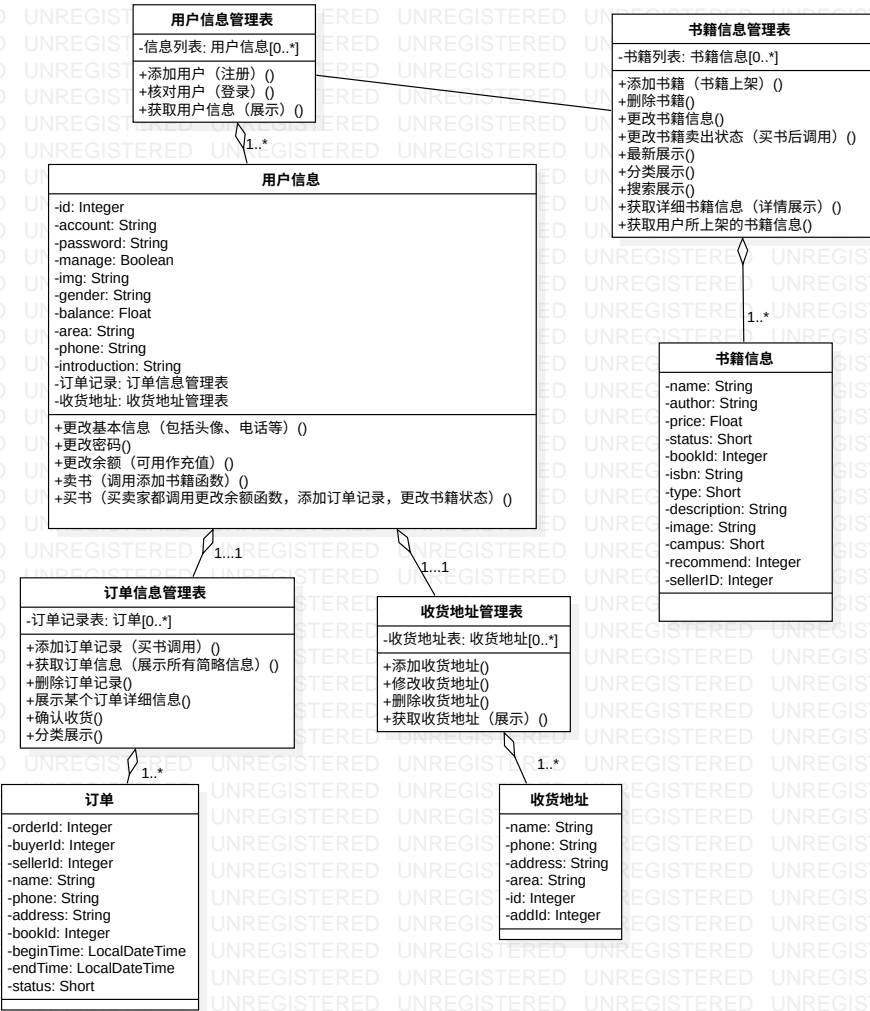 用户信息管理表
-信息列表: 用户信息[0..*]
+添加用户（注册）()
+核对用户（登录）()
+获取用户信息（展示）()
1..*
书籍信息管理表
-书籍列表: 书籍信息[0..*]
+添加书籍（书籍上架）()
+删除书籍()
+更改书籍信息()
+更改书籍卖出状态（买书后调用）()
+最新展示()
+分类展示()
+搜索展示()
+获取详细书籍信息（详情展示）()
+获取用户所上架的书籍信息()
1..*
用户信息
-id: Integer
-account: String
-password: String
-manage: Boolean
-img: String
-gender: String
-balance: Float
-area: String
-phone: String
-introduction: String
-订单记录: 订单信息管理表
-收货地址: 收货地址管理表
+更改基本信息（包括头像、电话等）()
+更改密码()
+更改余额（可用作充值）()
+卖书（调用添加书籍函数）()
+买书（买卖家都调用更改余额函数，添加订单记录，更改书籍状态）()
1...1
1...1
书籍信息
-name: String
-author: String
-price: Float
-status: Short
-bookId: Integer
-isbn: String
-type: Short
-description: String
-image: String
-campus: Short
-recommend: Integer
-sellerID: Integer
订单信息管理表
-订单记录表: 订单[0..*]
+添加订单记录（买书调用）()
+获取订单信息（展示所有简略信息）()
+删除订单记录()
+展示某个订单详细信息()
+确认收货()
+分类展示()
1..*
收货地址管理表
-收货地址表: 收货地址[0..*]
+添加收货地址()
+修改收货地址()
+删除收货地址()
+获取收货地址（展示）()
1..*
订单
-orderId: Integer
-buyerId: Integer
-sellerId: Integer
-name: String
-phone: String
-address: String
-bookId: Integer
-beginTime: LocalDateTime
-endTime: LocalDateTime
-status: Short
收货地址
-name: String
-phone: String
-address: String
-area: String
-id: Integer
-addId: Integer
UNREGISTERED